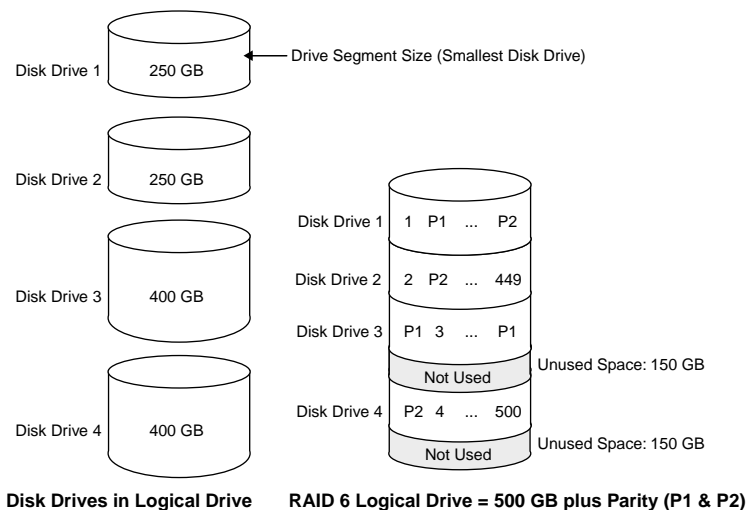 Drive Segment Size (Smallest Disk Drive)
Disk Drive 1
250 GB
Disk Drive 2
250 GB
Disk Drive 3
400 GB
Disk Drive 4
400 GB
Disk Drive 1
1 P1 ... P2
Disk Drive 2
2 P2 ... 449
Disk Drive 3
P1 3 ... P1
Not Used
Unused Space: 150 GB
Disk Drive 4
P2 4 ... 500
Not Used
Unused Space: 150 GB
Disk Drives in Logical Drive
RAID 6 Logical Drive = 500 GB plus Parity (P1 & P2)